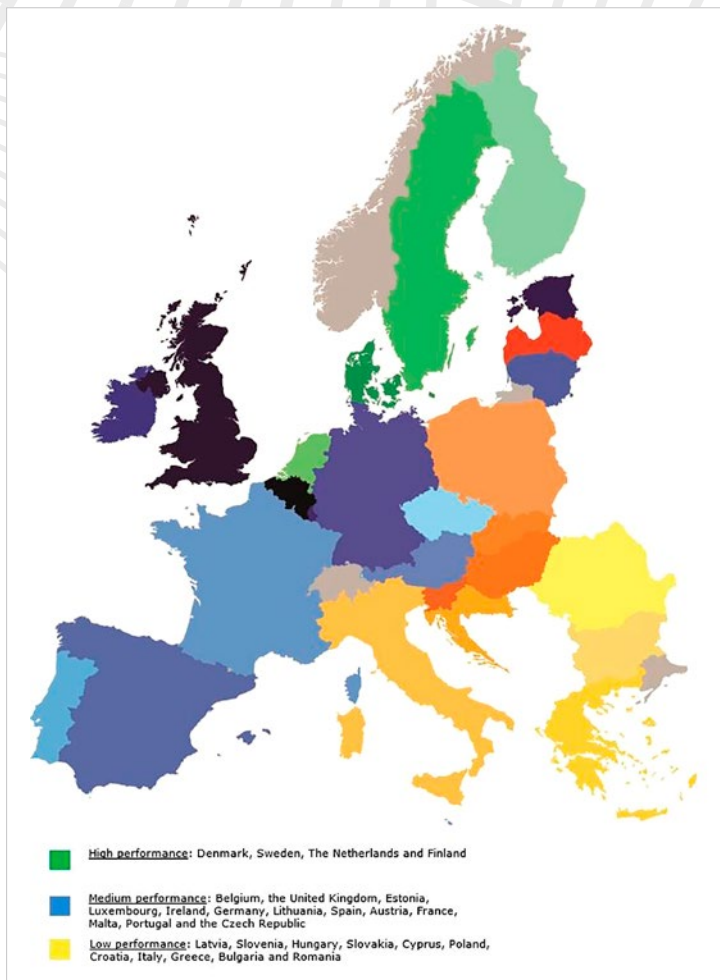 High performance: Denmark, Sweden, The Netherlands and Finland
Medium performance: Belgium, the United Kingdom, Estonia,
Luxembourg, Ireland, Germany, Lithuania, Spain, Austria, France,
Malta, Portugal and the Czech Republic
Low performance: Latvia, Slovenia, Hungary, Slovakia, Cyprus, Poland,
Croatia, Italy, Greece, Bulgaria and Romania